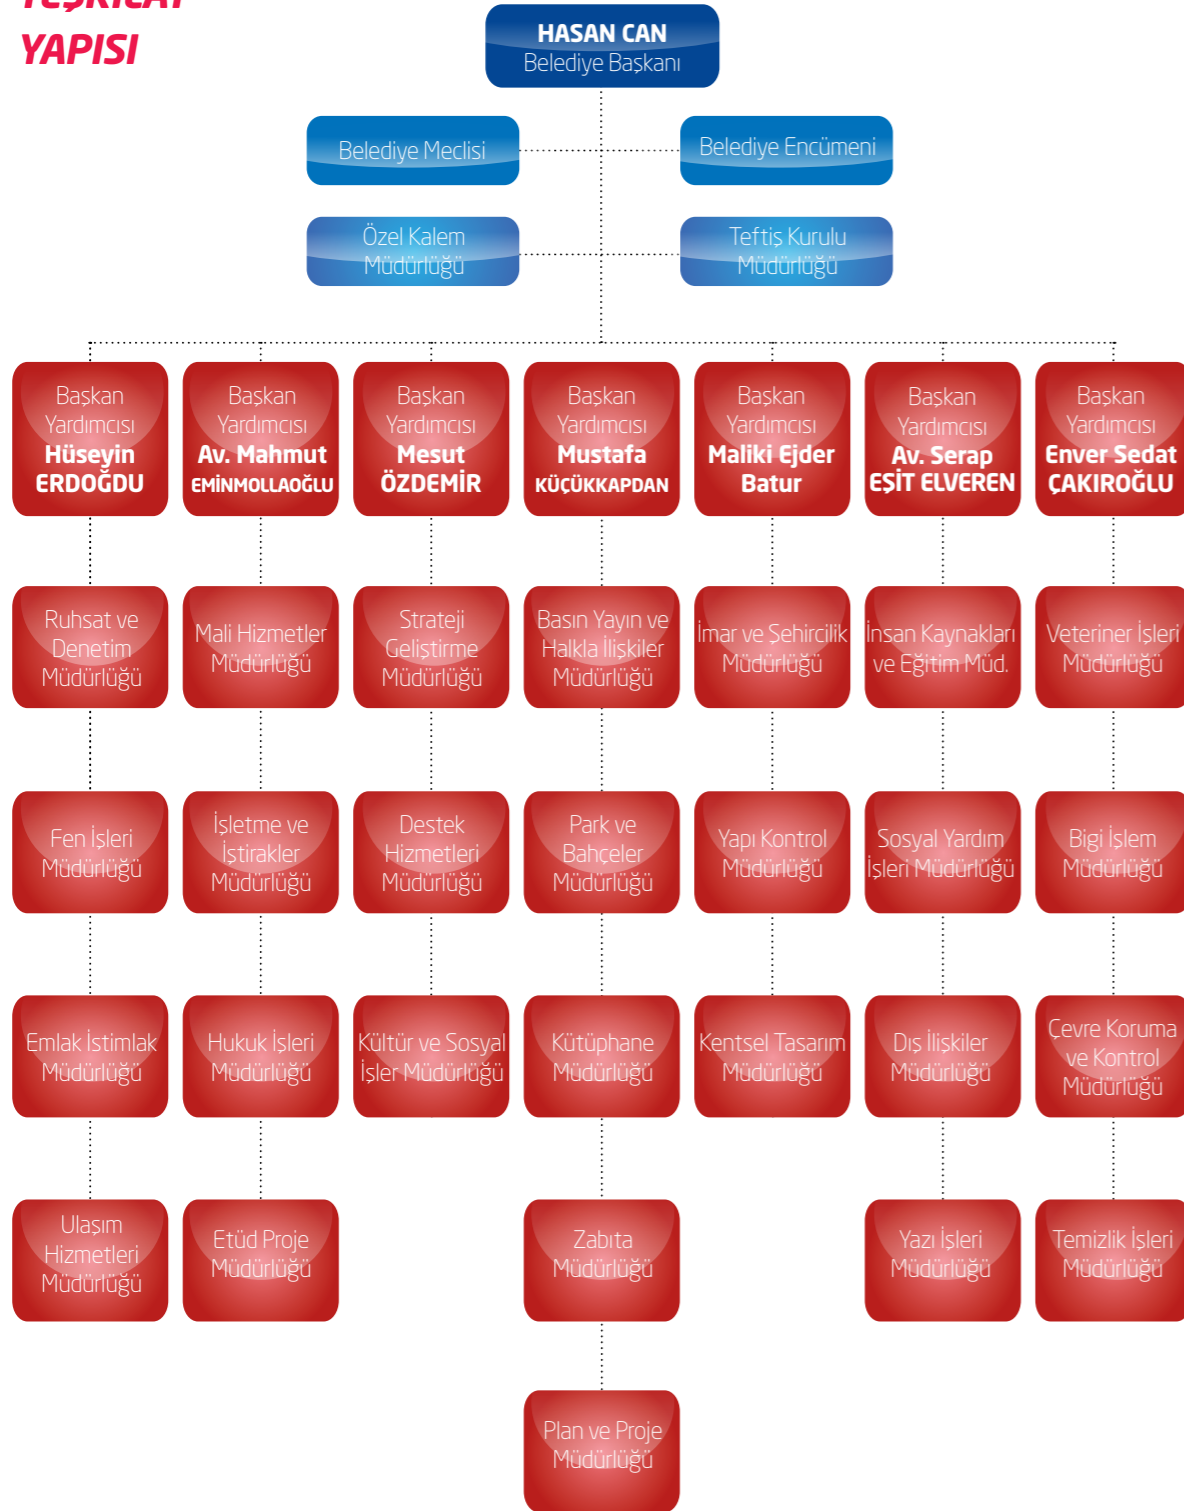 TEŞKİLAT
YAPISI
HASAN CAN
Belediye Başkanı
Belediye Meclisi
Belediye Encümeni
Özel Kalem
Müdürlüğü
Teftiş Kurulu
Müdürlüğü
Başkan
Yardımcısı
Hüseyin
ERDOĞDU
Başkan
Yardımcısı
Av. Mahmut
EMİNMOLLAOĞLU
Başkan
Yardımcısı
Mesut
ÖZDEMİR
Başkan
Yardımcısı
Mustafa
KÜÇÜKKAPDAN
Başkan
Yardımcısı
Maliki Ejder
Batur
Başkan
Yardımcısı
Av. Serap
EŞİT ELVEREN
Başkan
Yardımcısı
Enver Sedat
ÇAKIROĞLU
Ruhsat ve
Denetim
Müdürlüğü
Mali Hizmetler
Müdürlüğü
Strateji
Geliştirme
Müdürlüğü
Basın Yayın ve
Halkla İlişkiler
Müdürlüğü
İmar ve Şehircilik
Müdürlüğü
İnsan Kaynakları
ve Eğitim Müd.
Veteriner İşleri
Müdürlüğü
Fen İşleri
Müdürlüğü
İşletme ve
İştirakler
Müdürlüğü
Destek
Hizmetleri
Müdürlüğü
Park ve
Bahçeler
Müdürlüğü
Yapı Kontrol
Müdürlüğü
Sosyal Yardım
İşleri Müdürlüğü
Bigi İşlem
Müdürlüğü
Emlak İstimlak
Müdürlüğü
Hukuk İşleri
Müdürlüğü
Kültür ve Sosyal
İşler Müdürlüğü
Kütüphane
Müdürlüğü
Kentsel Tasarım
Müdürlüğü
Dış İlişkiler
Müdürlüğü
Çevre Koruma
ve Kontrol
Müdürlüğü
Ulaşım
Hizmetleri
Müdürlüğü
Etüd Proje
Müdürlüğü
Zabıta
Müdürlüğü
Yazı İşleri
Müdürlüğü
Temizlik İşleri
Müdürlüğü
Plan ve Proje
Müdürlüğü